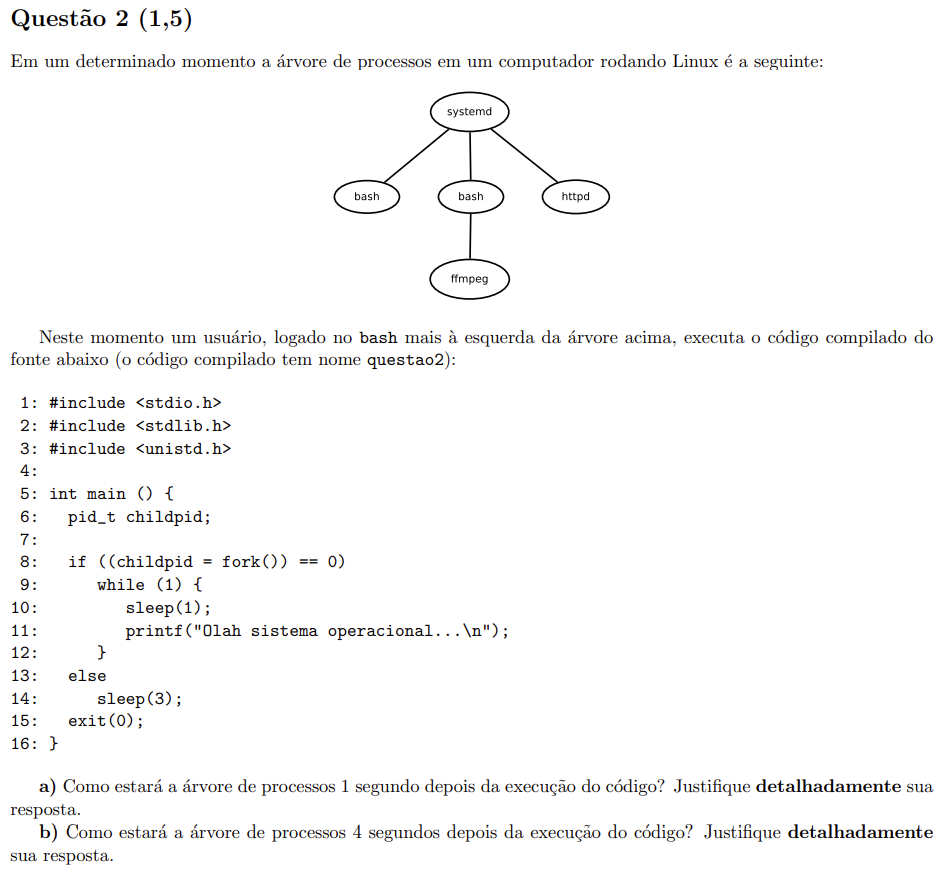 Questão 2 (1,5)
Em um determinado momento a árvore de processos em um computador rodando Linux é a seguinte:
systemd
bash
bash
httpd
ffmpeg
Neste momento um usuário, logado no bash mais à esquerda da árvore acima, executa o código compilado do
fonte abaixo (o código compilado tem nome questao2):
1: #include <stdio.h>
2: #include <stdlib.h>
3: #include <unistd.h>
4:
5: int main () {
6:   pid_t childpid;
7:
8:   if ((childpid = fork()) == 0)
9:      while (1) {
10:         sleep(1);
11:         printf("Olah sistema operacional...\n");
12:      }
13:   else
14:      sleep(3);
15:   exit(0);
16: }
a) Como estará a árvore de processos 1 segundo depois da execução do código? Justifique detalhadamente sua
resposta.
b) Como estará a árvore de processos 4 segundos depois da execução do código? Justifique detalhadamente
sua resposta.